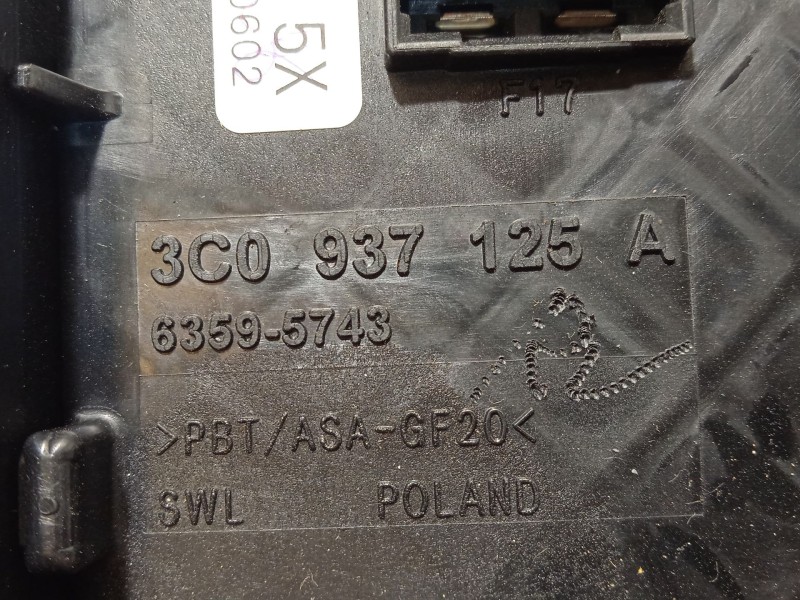 5X
0602
F17
3C0 937 125 A
6359-5743
>PBT/ASA-GF20<
SWL POLAND